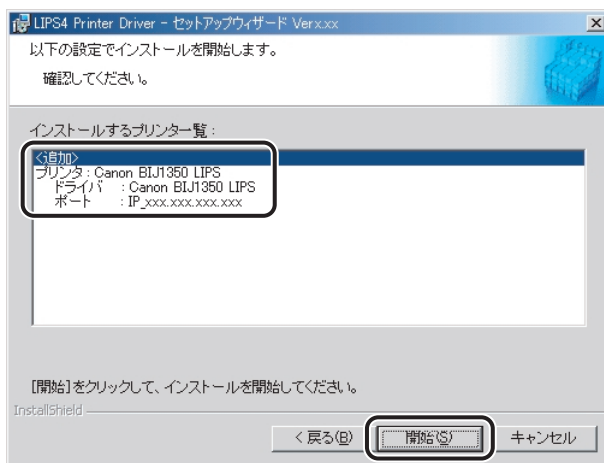 LIPS4 Printer Driver - セットアップウィザード Verx.xx
以下の設定でインストールを開始します。
確認してください。
インストールするプリンター覧：
<追加>
プリンタ : Canon BIJ1350 LIPS
ドライバ : Canon BIJ1350 LIPS
ポート : IP_xxx.xxx.xxx.xxx
[開始]をクリックして、インストールを開始してください。
InstallShield
< 戻る(B)
開始(S)
キャンセル